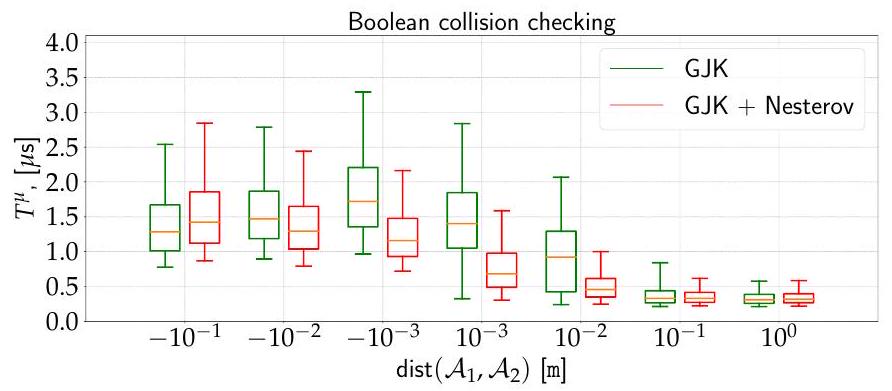 Boolean collision checking
GJK
GJK + Nesterov
T^μ, [μs]
4.0
3.5
3.0
2.5
2.0
1.5
1.0
0.5
0.0
−10⁻¹ −10⁻² −10⁻³ 10⁻³ 10⁻² 10⁻¹ 10⁰
dist(𝒜₁, 𝒜₂) [m]